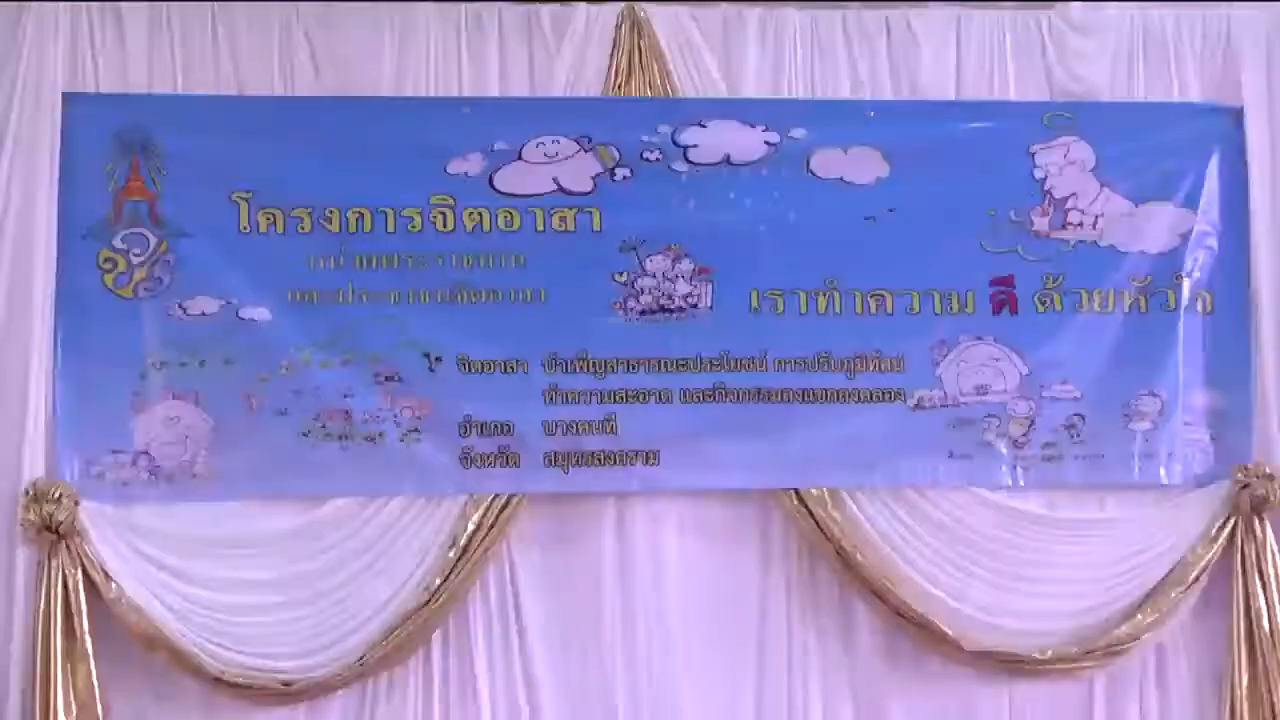 โครงการจิตอาสา
เราทำความ ดี ด้วยหัวใจ
จิตอาสา บำเพ็ญสาธารณะประโยชน์ การปรับภูมิทัศน์
ทำความสะอาด และกิจกรรมลงแขกลงคลอง
อำเภอ บางคนที
จังหวัด สมุทรสงคราม